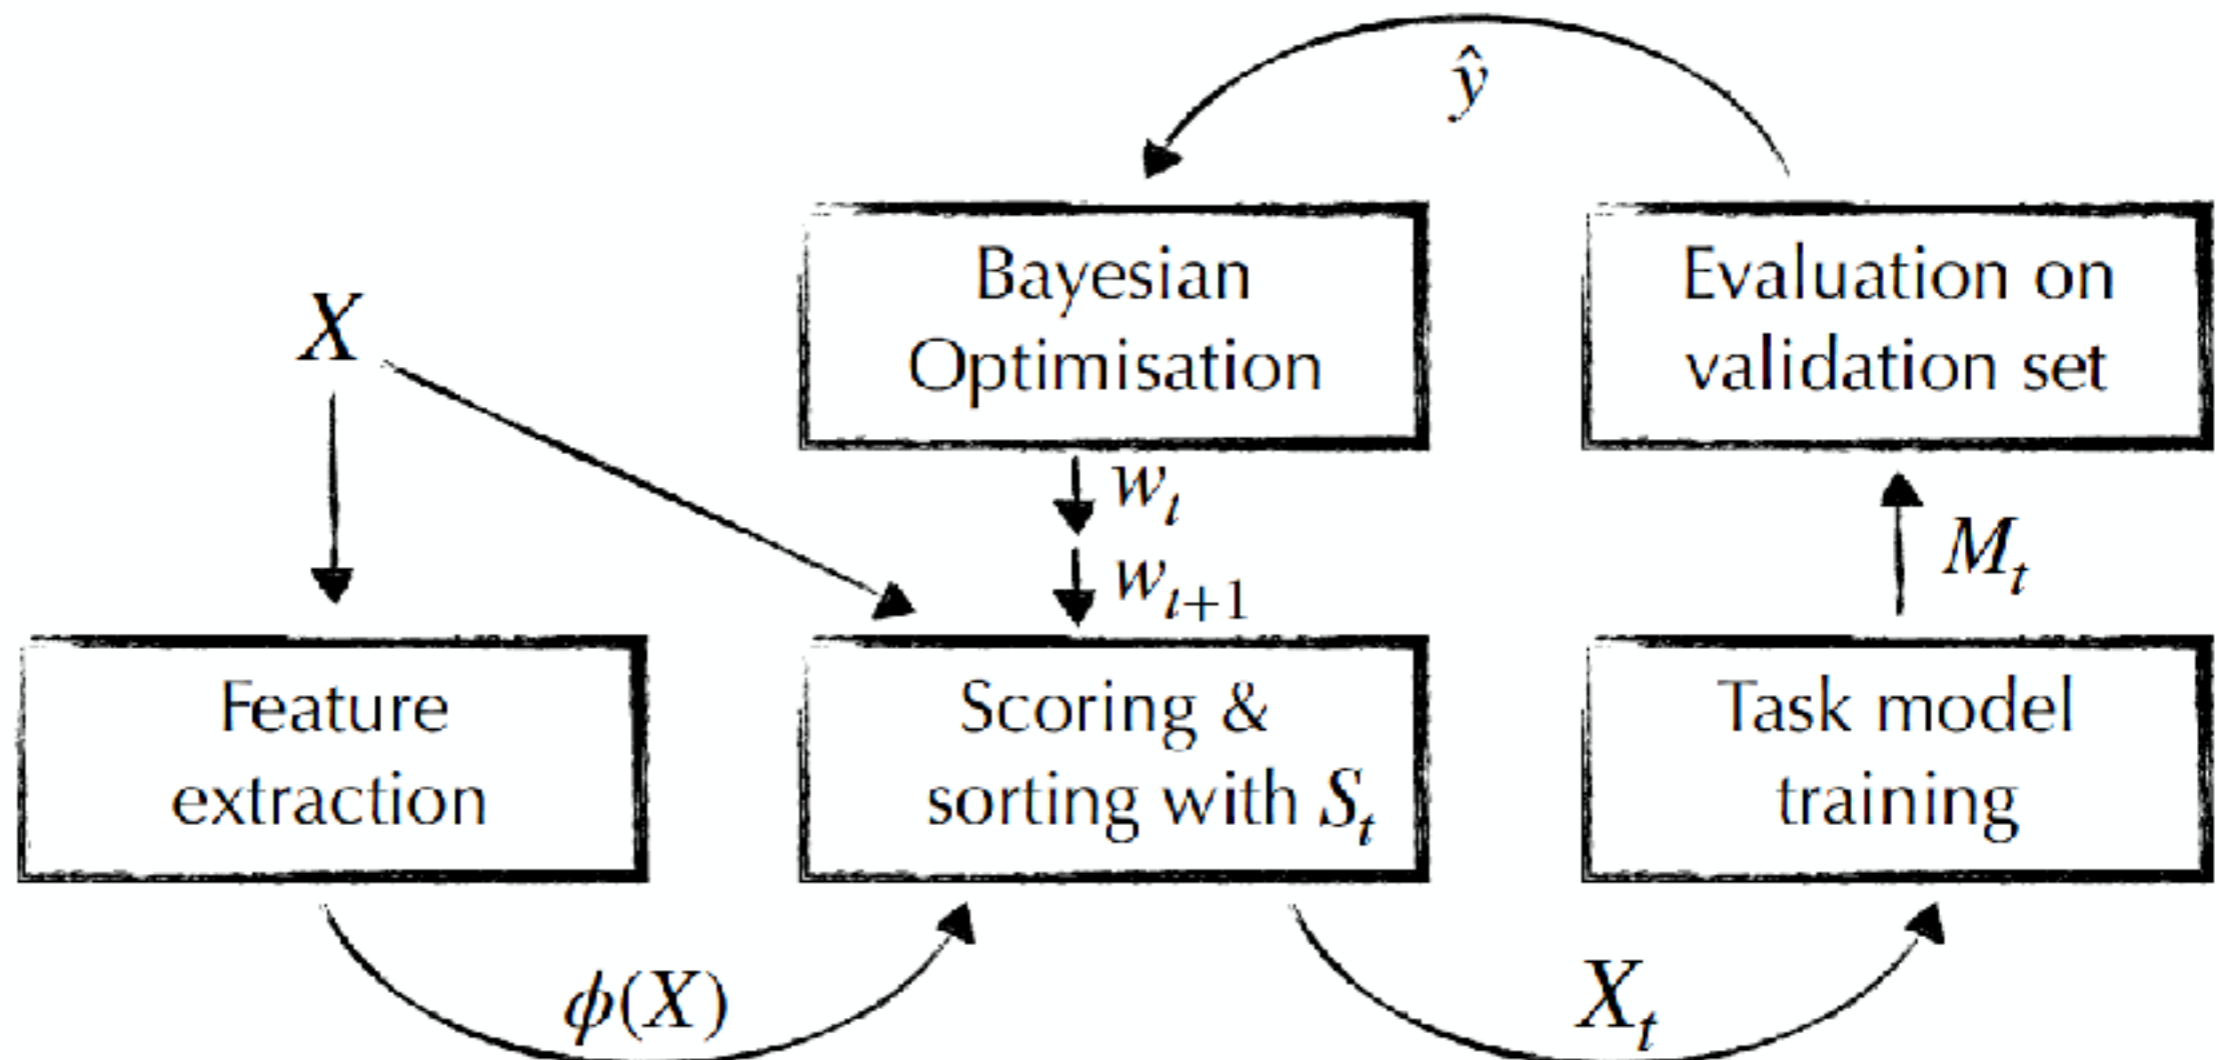 ŷ
Bayesian
Optimisation
Evaluation on
validation set
X
w_t
w_{t+1}
M_t
Feature
extraction
Scoring &
sorting with S_t
Task model
training
ϕ(X)
X_t